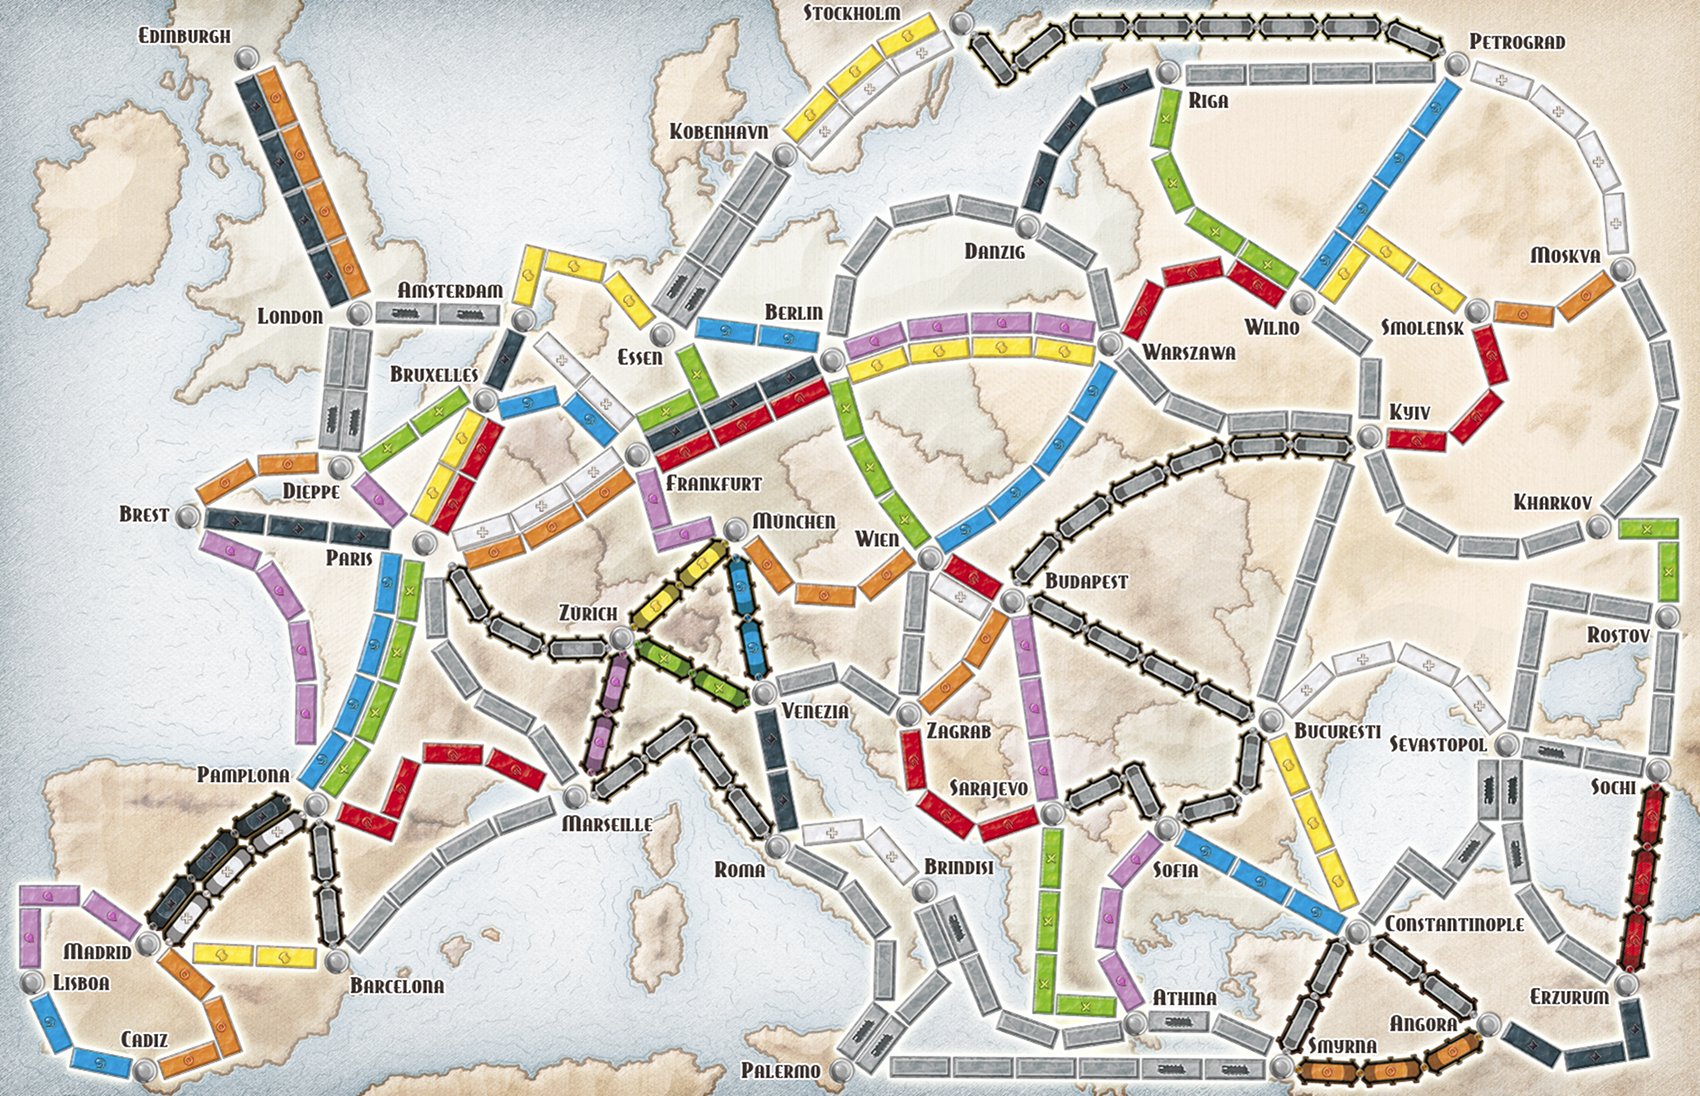 STOCKHOLM
EDINBURGH
PETROGRAD
RIGA
KOBENHAVN
DANZIG
MOSKVA
AMSTERDAM
LONDON
BERLIN
WILNO
SMOLENSK
ESSEN
WARSZAWA
BRUXELLES
KYIV
DIEPPE
FRANKFURT
KHARKOV
BREST
MÜNCHEN
PARIS
WIEN
BUDAPEST
ZÜRICH
ROSTOV
VENEZIA
ZAGRAB
BUCURESTI
SEVASTOPOL
PAMPLONA
SARAJEVO
SOCHI
MARSEILLE
ROMA
BRINDISI
SOFIA
CONSTANTINOPLE
MADRID
LISBOA
BARCELONA
ATHINA
ERZURUM
ANGORA
CADIZ
SMYRNA
PALERMO